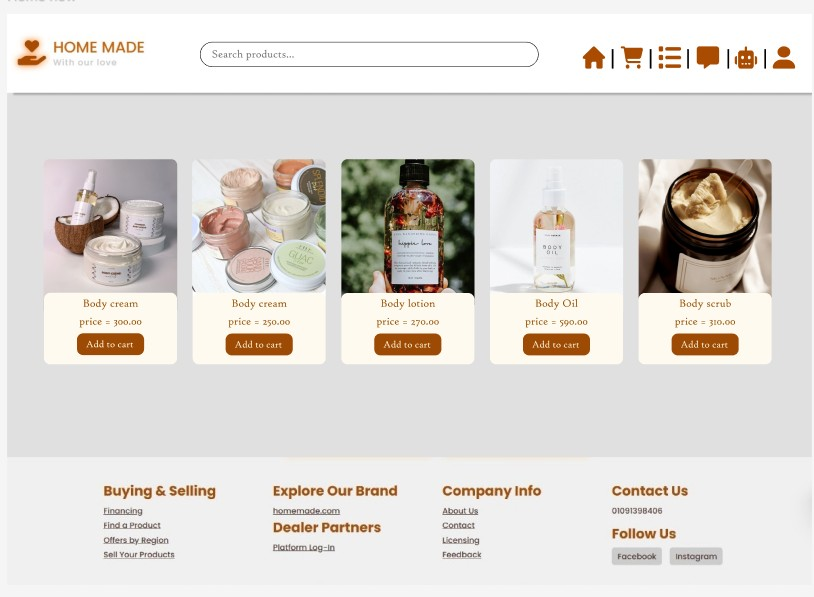 HOME MADE
With our love
Search products...
Body cream
price = 300.00
Add to cart
Body cream
price = 250.00
Add to cart
Body lotion
price = 270.00
Add to cart
BODY
OIL
Body Oil
price = 590.00
Add to cart
Body scrub
price = 310.00
Add to cart
Buying & Selling
Financing
Find a Product
Offers by Region
Sell Your Products
Explore Our Brand
homemade.com
Dealer Partners
Platform Log-In
Company Info
About Us
Contact
Licensing
Feedback
Contact Us
01091398406
Follow Us
Facebook
Instagram